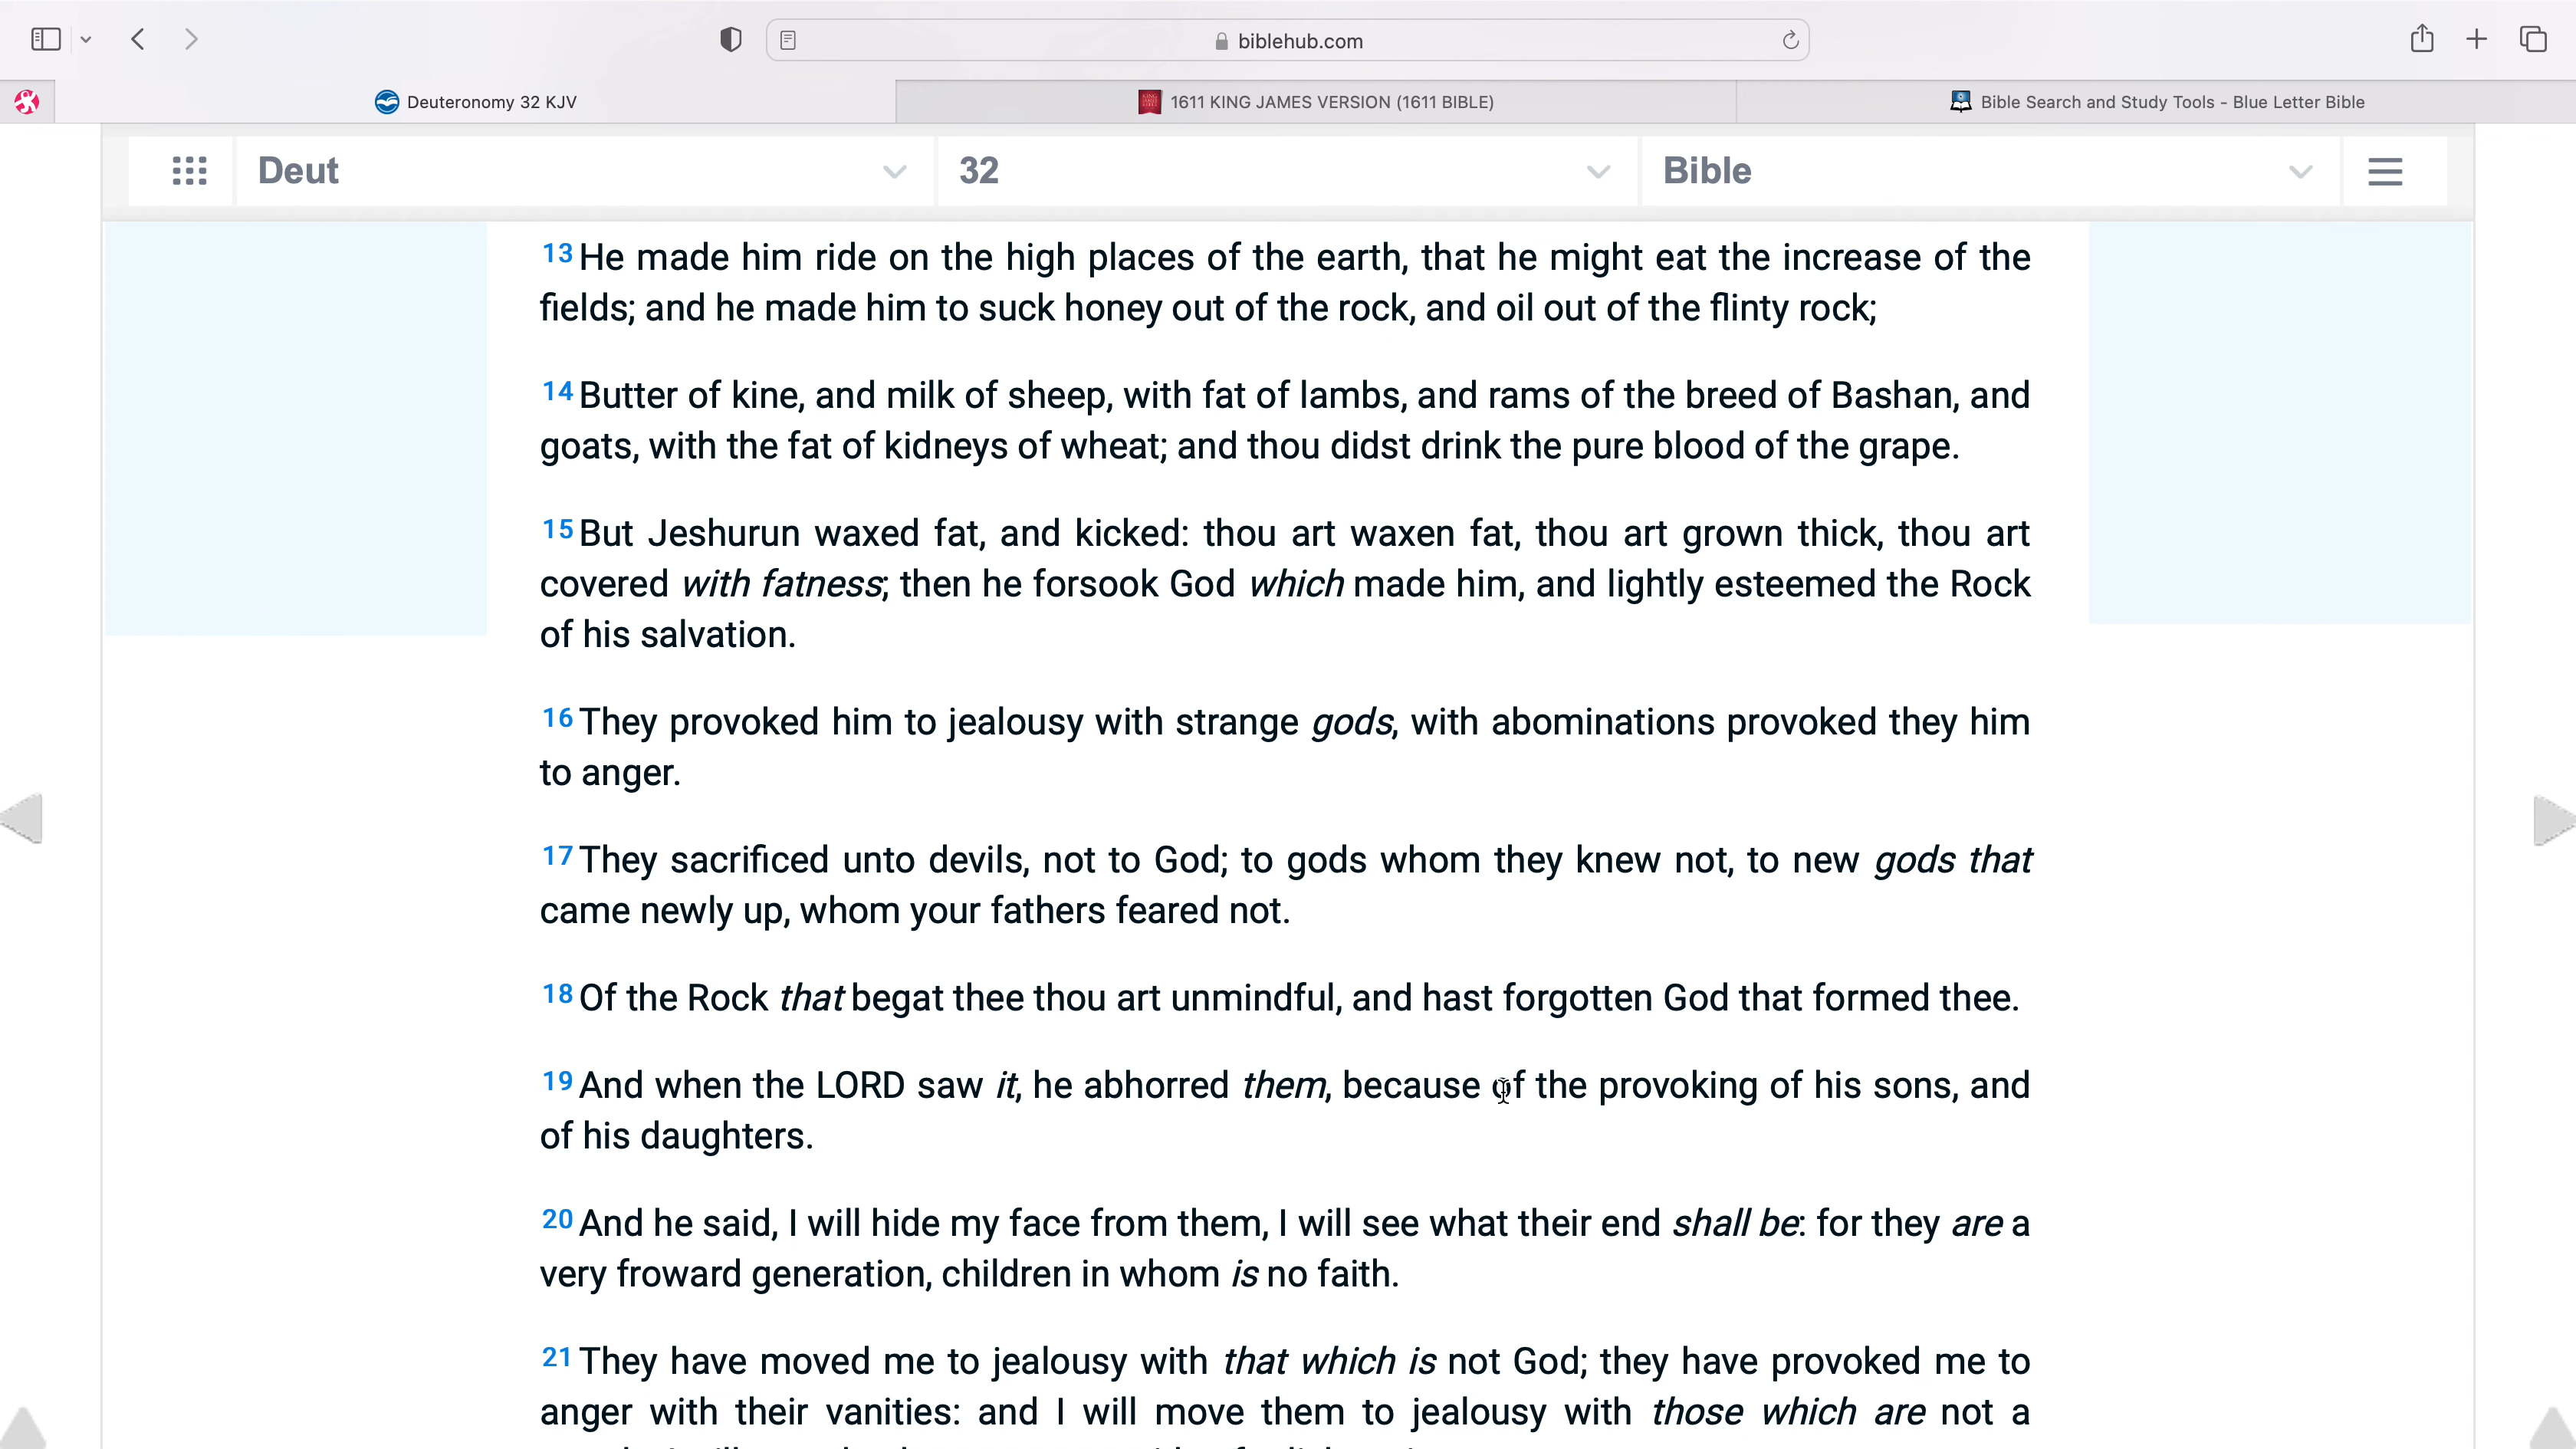 biblehub.com
Deuteronomy 32 KJV
1611 KING JAMES VERSION (1611 BIBLE)
Bible Search and Study Tools - Blue Letter Bible
Deut
32
Bible
13 He made him ride on the high places of the earth, that he might eat the increase of the
fields; and he made him to suck honey out of the rock, and oil out of the flinty rock;
14 Butter of kine, and milk of sheep, with fat of lambs, and rams of the breed of Bashan, and
goats, with the fat of kidneys of wheat; and thou didst drink the pure blood of the grape.
15 But Jeshurun waxed fat, and kicked: thou art waxen fat, thou art grown thick, thou art
covered with fatness; then he forsook God which made him, and lightly esteemed the Rock
of his salvation.
16 They provoked him to jealousy with strange gods, with abominations provoked they him
to anger.
17 They sacrificed unto devils, not to God; to gods whom they knew not, to new gods that
came newly up, whom your fathers feared not.
18 Of the Rock that begat thee thou art unmindful, and hast forgotten God that formed thee.
19 And when the LORD saw it, he abhorred them, because of the provoking of his sons, and
of his daughters.
20 And he said, I will hide my face from them, I will see what their end shall be: for they are a
very froward generation, children in whom is no faith.
21 They have moved me to jealousy with that which is not God; they have provoked me to
anger with their vanities: and I will move them to jealousy with those which are not a